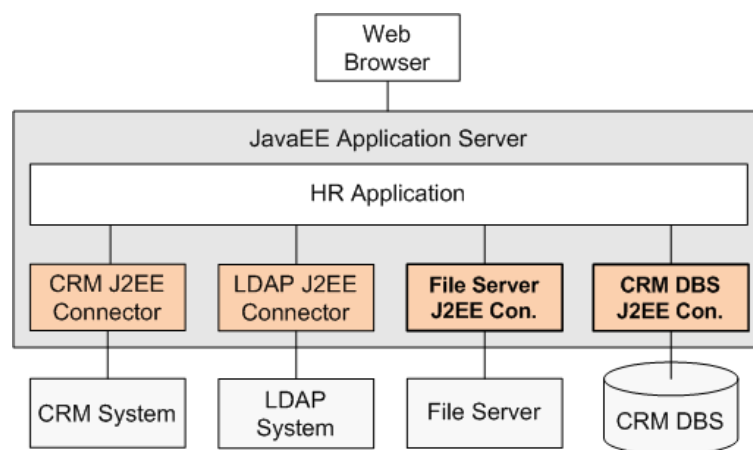 Web
Browser
JavaEE Application Server
HR Application
CRM J2EE
Connector
LDAP J2EE
Connector
File Server
J2EE Con.
CRM DBS
J2EE Con.
CRM System
LDAP
System
File Server
CRM DBS